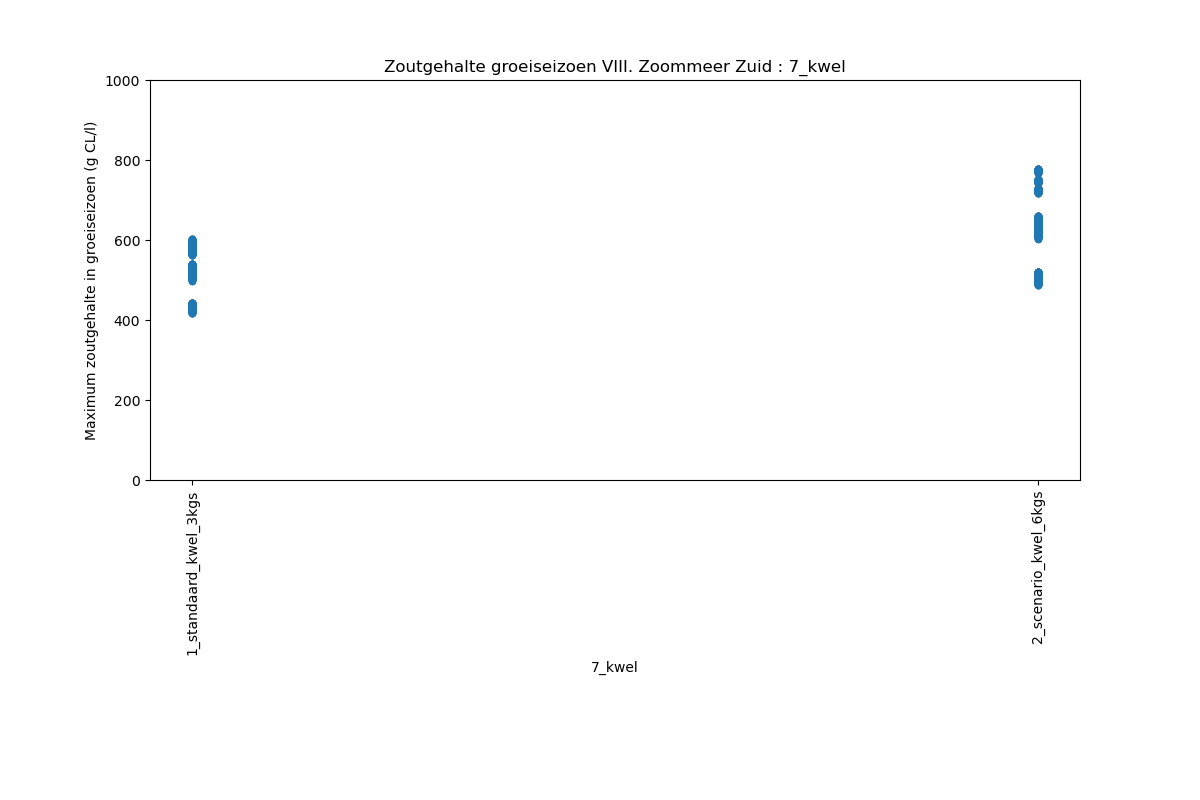 Zoutgehalte groeiseizoen VIII. Zoommeer Zuid : 7_kwel
Maximum zoutgehalte in groeiseizoen (g CL/l)
1000
800
600
400
200
0
1_standaard_kwel_3kgs
2_scenario_kwel_6kgs
7_kwel